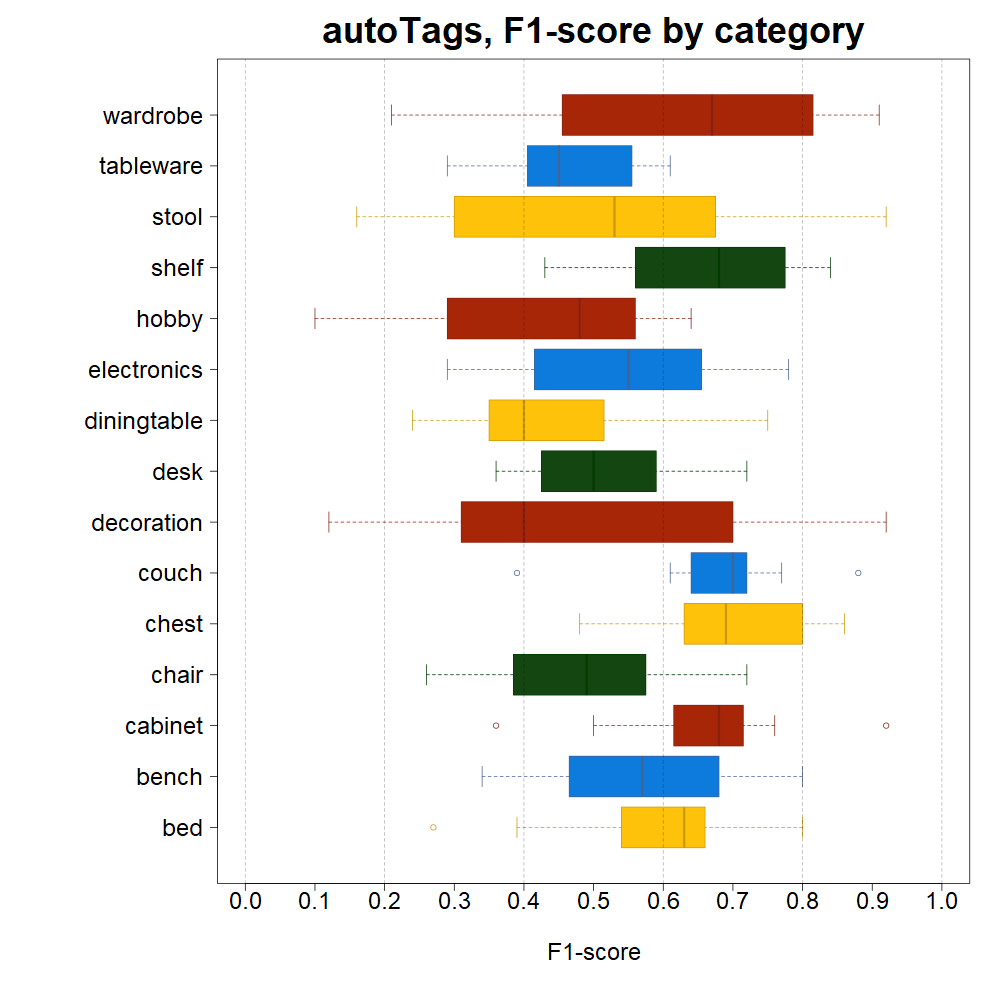 autoTags, F1-score by category
wardrobe
tableware
stool
shelf
hobby
electronics
diningtable
desk
decoration
couch
chest
chair
cabinet
bench
bed
0.0 0.1 0.2 0.3 0.4 0.5 0.6 0.7 0.8 0.9 1.0
F1-score